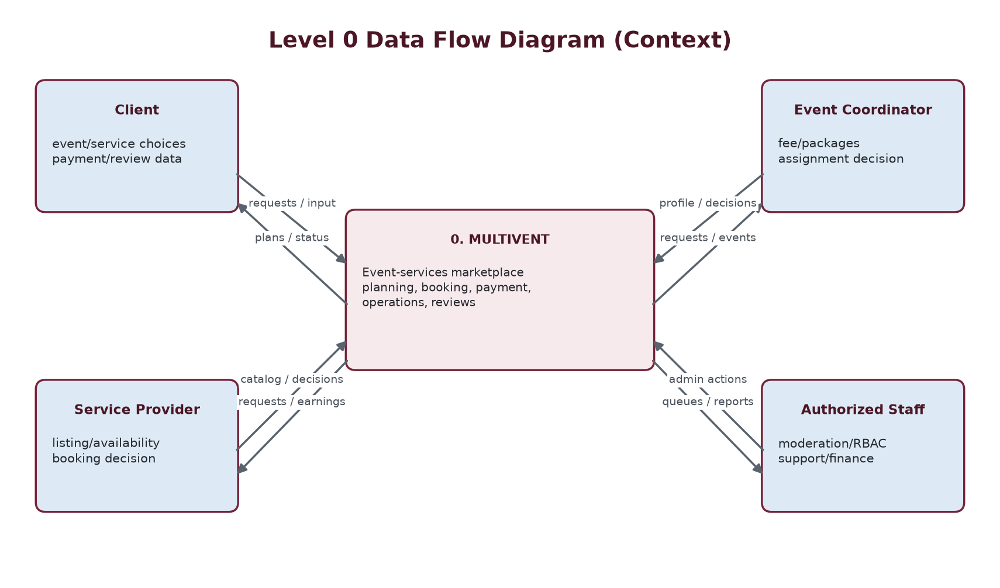 Level 0 Data Flow Diagram (Context)
Client
event/service choices
payment/review data
Event Coordinator
fee/packages
assignment decision
requests / input
plans / status
profile / decisions
requests / events
0. MULTIVENT
Event-services marketplace
planning, booking, payment,
operations, reviews
catalog / decisions
requests / earnings
admin actions
queues / reports
Service Provider
listing/availability
booking decision
Authorized Staff
moderation/RBAC
support/finance